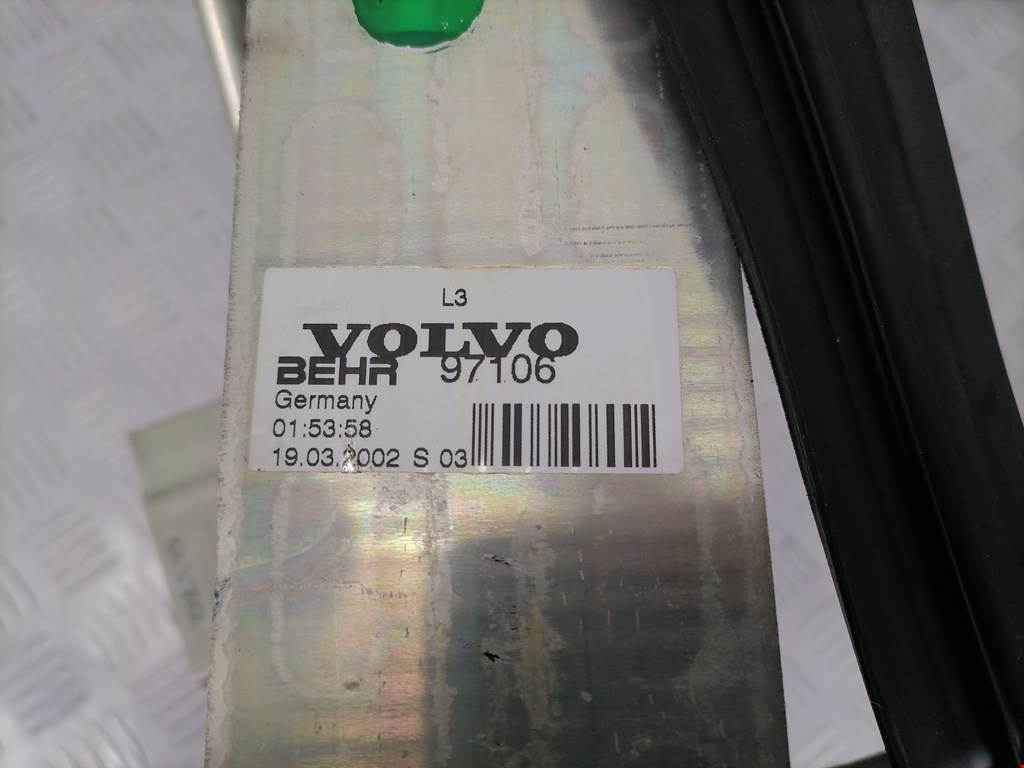 L3
VOLVO
BEHR 97106
Germany
01:53:58
19.03.2002 S 03